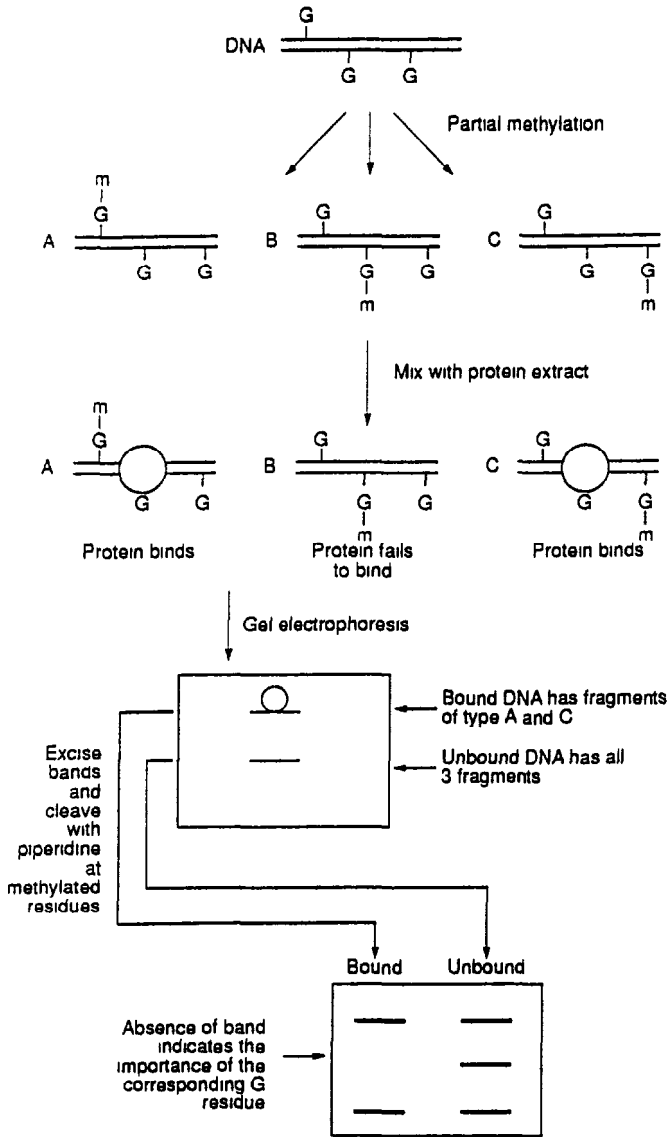 G
DNA
G G
Partial methylation
m
G
A
G G
G
B
G G
m
G
C
G G
m
Mix with protein extract
m
G
A
G G
Protein binds
G
B
G G
m
Protein fails
to bind
G
C
G G
m
Protein binds
Gel electrophoresis
Bound DNA has fragments
of type A and C
Unbound DNA has all
3 fragments
Excise
bands
and
cleave
with
piperidine
at
methylated
residues
Bound Unbound
Absence of band
indicates the
importance of the
corresponding G
residue